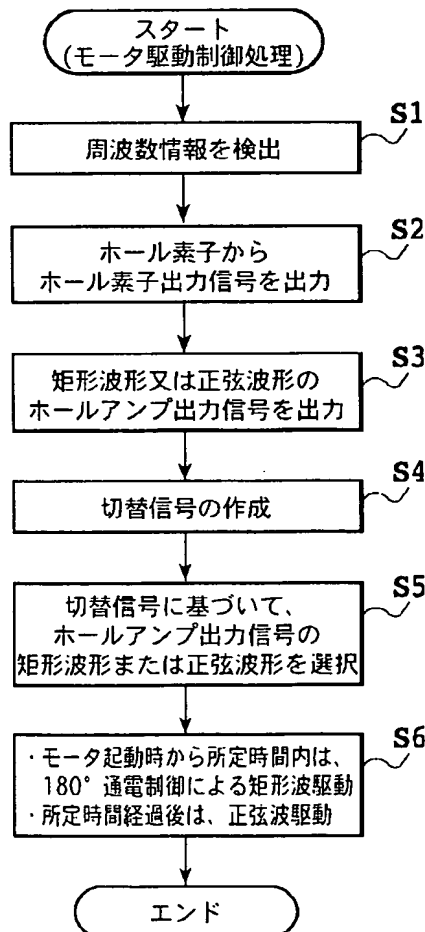 スタート
(モータ駆動制御処理)
S1
周波数情報を検出
S2
ホール素子から
ホール素子出力信号を出力
S3
矩形波形又は正弦波形の
ホールアンプ出力信号を出力
S4
切替信号の作成
S5
切替信号に基づいて、
ホールアンプ出力信号の
矩形波形または正弦波形を選択
S6
・モータ起動時から所定時間内は、
180°通電制御による矩形波駆動
・所定時間経過後は、正弦波駆動
エンド